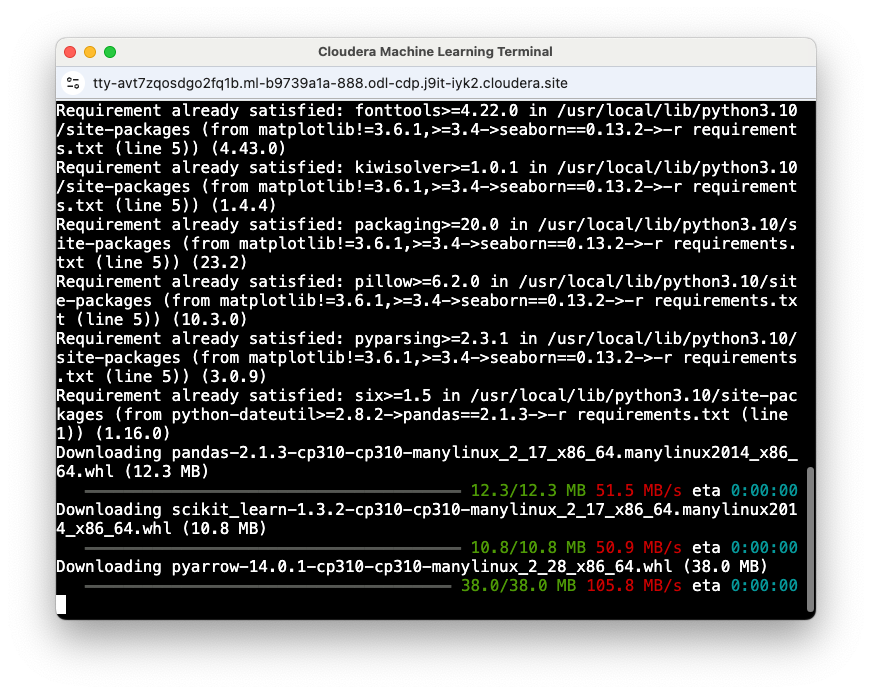 Cloudera Machine Learning Terminal
tty-avt7zqosdgo2fq1b.ml-b9739a1a-888.odl-cdp.j9it-iyk2.cloudera.site
Requirement already satisfied: fonttools>=4.22.0 in /usr/local/lib/python3.10
/site-packages (from matplotlib!=3.6.1,>=3.4->seaborn==0.13.2->-r requirement
s.txt (line 5)) (4.43.0)
Requirement already satisfied: kiwisolver>=1.0.1 in /usr/local/lib/python3.10
/site-packages (from matplotlib!=3.6.1,>=3.4->seaborn==0.13.2->-r requirement
s.txt (line 5)) (1.4.4)
Requirement already satisfied: packaging>=20.0 in /usr/local/lib/python3.10/s
ite-packages (from matplotlib!=3.6.1,>=3.4->seaborn==0.13.2->-r requirements.
txt (line 5)) (23.2)
Requirement already satisfied: pillow>=6.2.0 in /usr/local/lib/python3.10/sit
e-packages (from matplotlib!=3.6.1,>=3.4->seaborn==0.13.2->-r requirements.tx
t (line 5)) (10.3.0)
Requirement already satisfied: pyparsing>=2.3.1 in /usr/local/lib/python3.10/
site-packages (from matplotlib!=3.6.1,>=3.4->seaborn==0.13.2->-r requirements
.txt (line 5)) (3.0.9)
Requirement already satisfied: six>=1.5 in /usr/local/lib/python3.10/site-pac
kages (from python-dateutil>=2.8.2->pandas==2.1.3->-r requirements.txt (line
1)) (1.16.0)
Downloading pandas-2.1.3-cp310-cp310-manylinux_2_17_x86_64.manylinux2014_x86_
64.whl (12.3 MB)
12.3/12.3 MB 51.5 MB/s eta 0:00:00
Downloading scikit_learn-1.3.2-cp310-cp310-manylinux_2_17_x86_64.manylinux201
4_x86_64.whl (10.8 MB)
10.8/10.8 MB 50.9 MB/s eta 0:00:00
Downloading pyarrow-14.0.1-cp310-cp310-manylinux_2_28_x86_64.whl (38.0 MB)
38.0/38.0 MB 105.8 MB/s eta 0:00:00